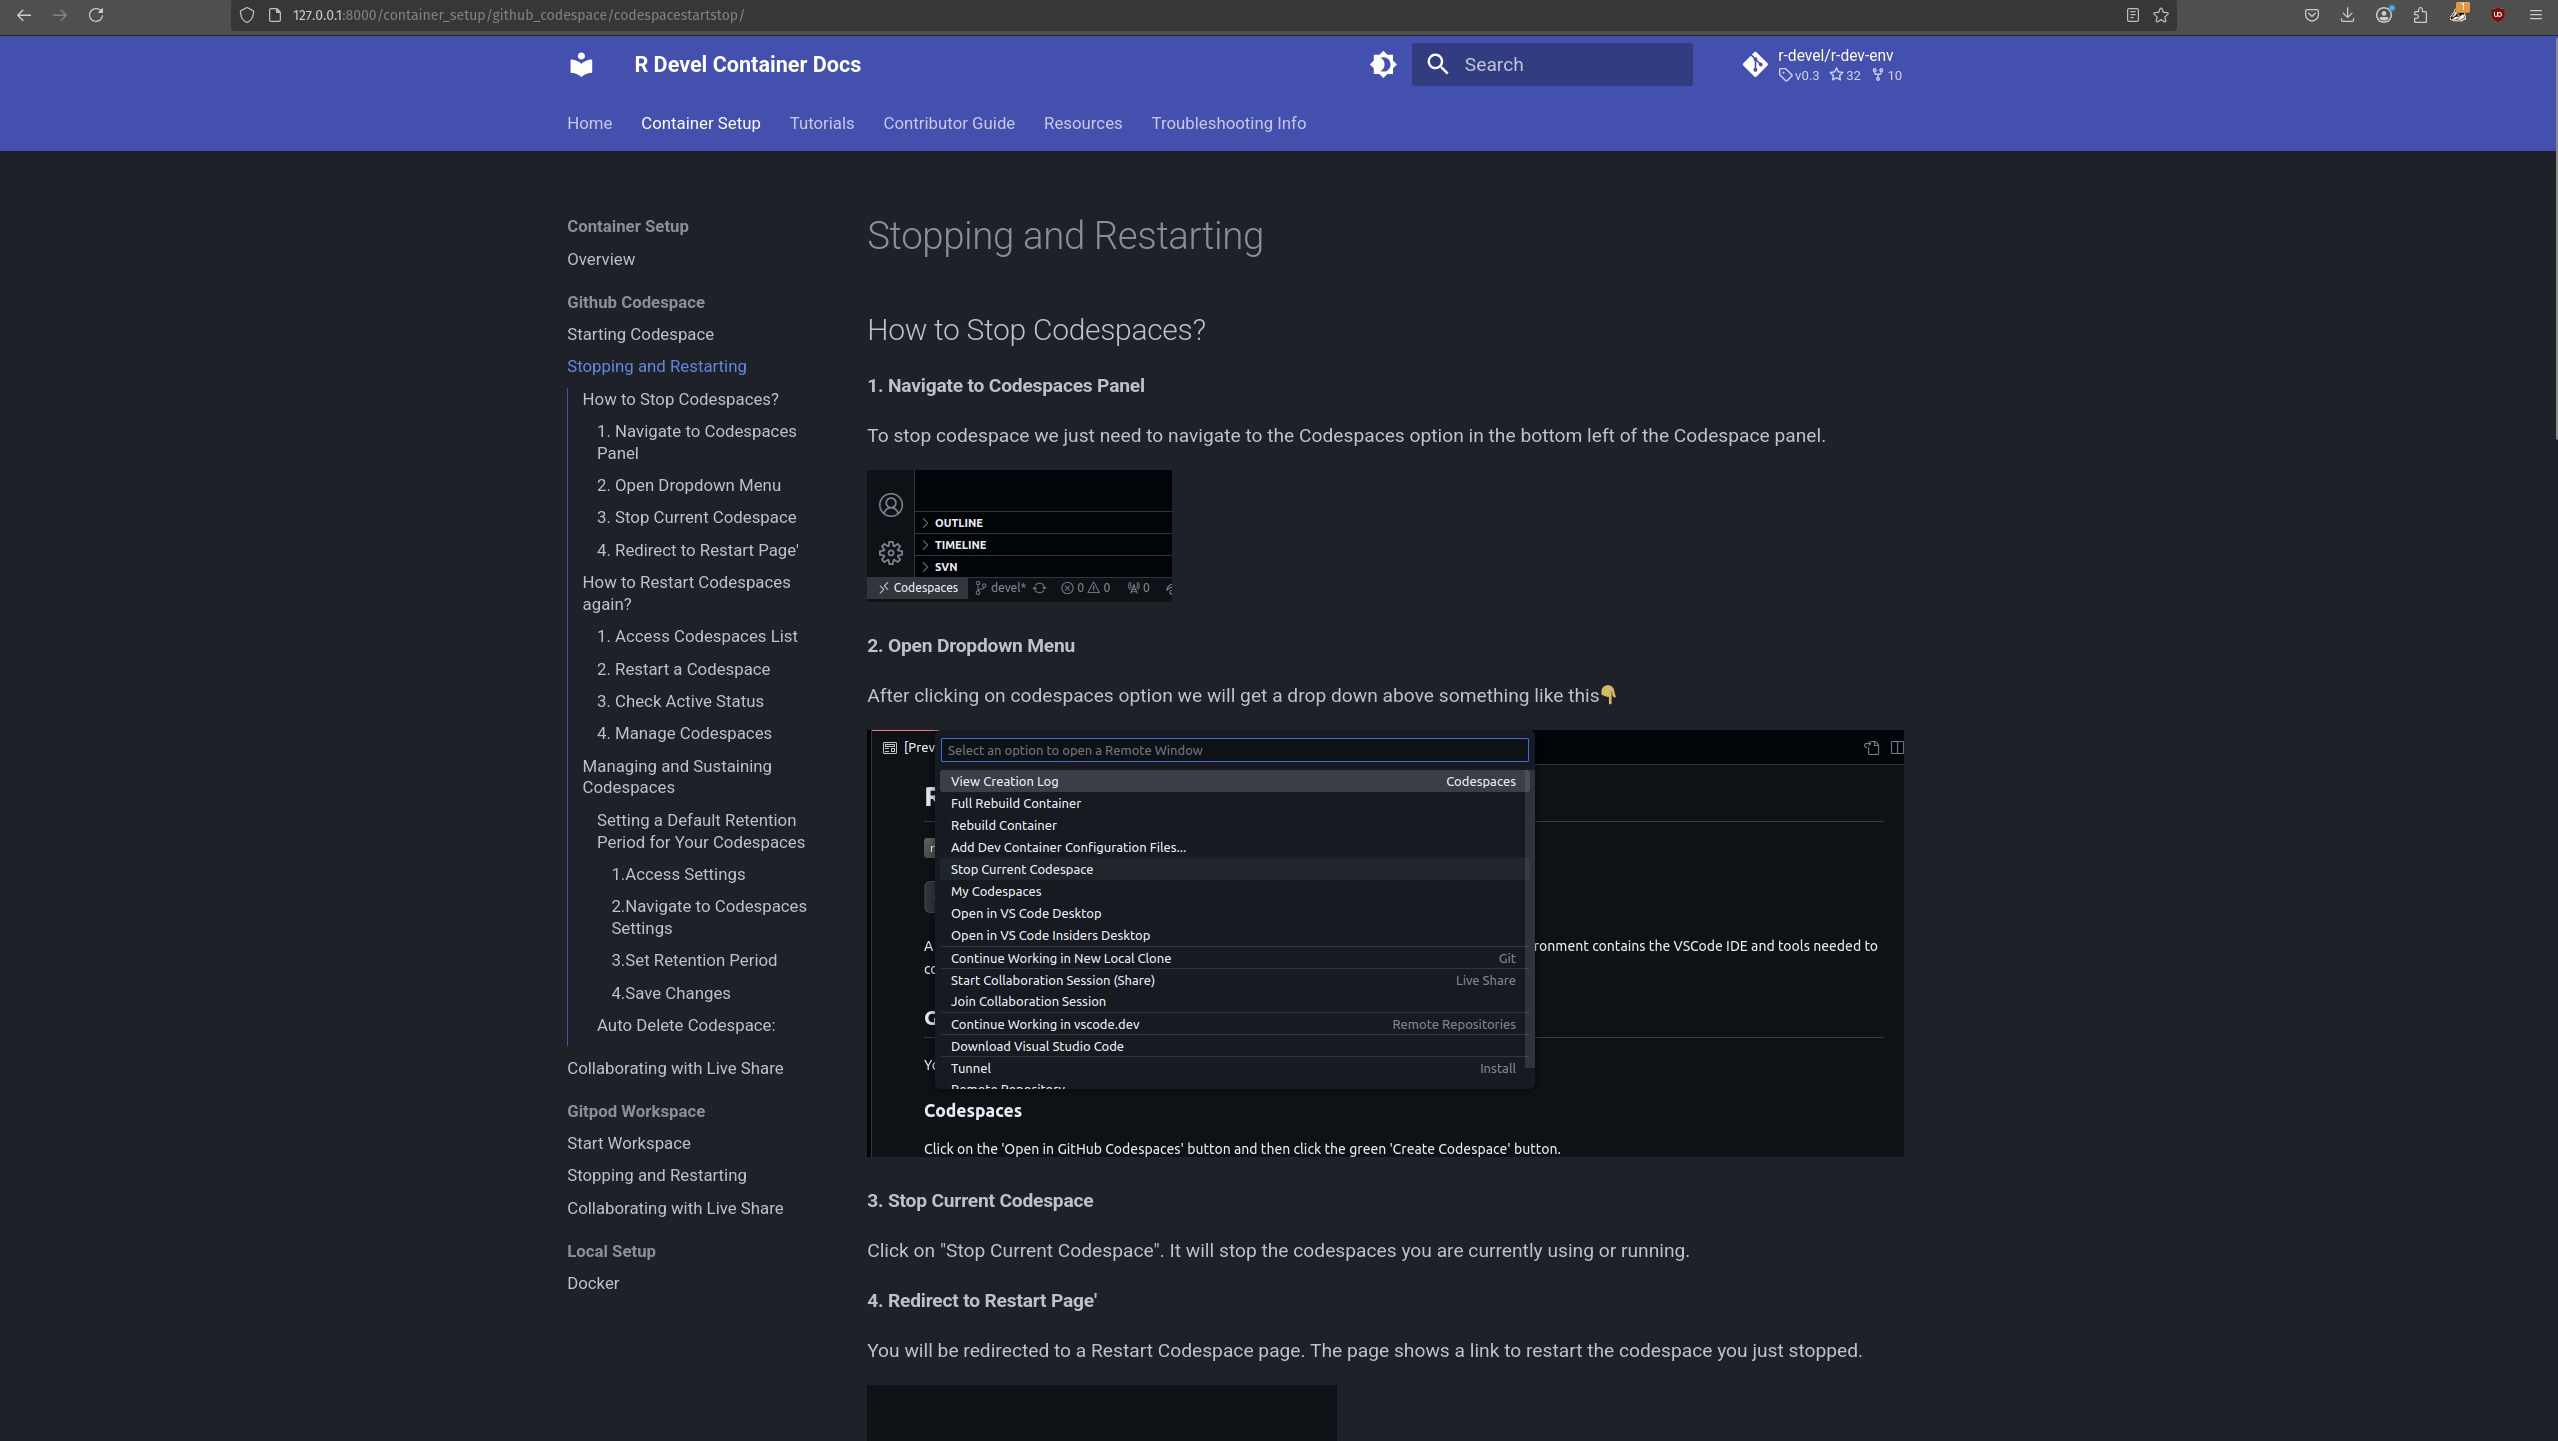 127.0.0.1:8000/container_setup/github_codespace/codespacestartstop/
R Devel Container Docs
Search
r-devel/r-dev-env
v0.3 32 10
Home Container Setup Tutorials Contributor Guide Resources Troubleshooting Info
Container Setup
Overview
Github Codespace
Starting Codespace
Stopping and Restarting
How to Stop Codespaces?
1. Navigate to Codespaces
Panel
2. Open Dropdown Menu
3. Stop Current Codespace
4. Redirect to Restart Page'
How to Restart Codespaces
again?
1. Access Codespaces List
2. Restart a Codespace
3. Check Active Status
4. Manage Codespaces
Managing and Sustaining
Codespaces
Setting a Default Retention
Period for Your Codespaces
1.Access Settings
2.Navigate to Codespaces
Settings
3.Set Retention Period
4.Save Changes
Auto Delete Codespace:
Collaborating with Live Share
Gitpod Workspace
Start Workspace
Stopping and Restarting
Collaborating with Live Share
Local Setup
Docker
Stopping and Restarting
How to Stop Codespaces?
1. Navigate to Codespaces Panel
To stop codespace we just need to navigate to the Codespaces option in the bottom left of the Codespace panel.
OUTLINE
TIMELINE
SVN
Codespaces devel* 0 0 0
2. Open Dropdown Menu
After clicking on codespaces option we will get a drop down above something like this👇
[Prev
Select an option to open a Remote Window
View Creation Log Codespaces
Full Rebuild Container
Rebuild Container
Add Dev Container Configuration Files...
Stop Current Codespace
My Codespaces
Open in VS Code Desktop
Open in VS Code Insiders Desktop
ronment contains the VSCode IDE and tools needed to
Continue Working in New Local Clone Git
Start Collaboration Session (Share) Live Share
Join Collaboration Session
Continue Working in vscode.dev Remote Repositories
Download Visual Studio Code
Tunnel Install
Remote Repository
Codespaces
Click on the 'Open in GitHub Codespaces' button and then click the green 'Create Codespace' button.
3. Stop Current Codespace
Click on "Stop Current Codespace". It will stop the codespaces you are currently using or running.
4. Redirect to Restart Page'
You will be redirected to a Restart Codespace page. The page shows a link to restart the codespace you just stopped.